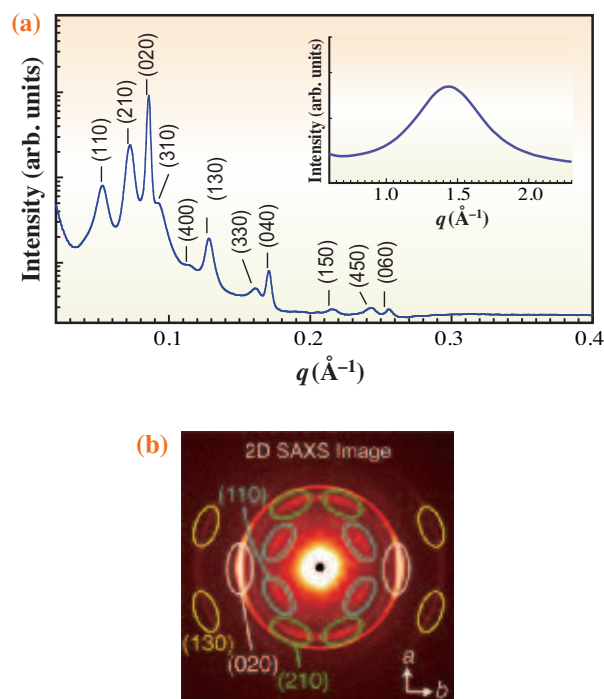 (a)
Intensity (arb. units)
(110)
(210)
(020)
(310)
(400)
(130)
(330)
(040)
(150)
(450)
(060)
0.1 0.2 0.3 0.4
q (Å⁻¹)
Intensity (arb. units)
1.0 1.5 2.0
q (Å⁻¹)
(b)
2D SAXS Image
(110)
(130)
(020)
(210)
a
b